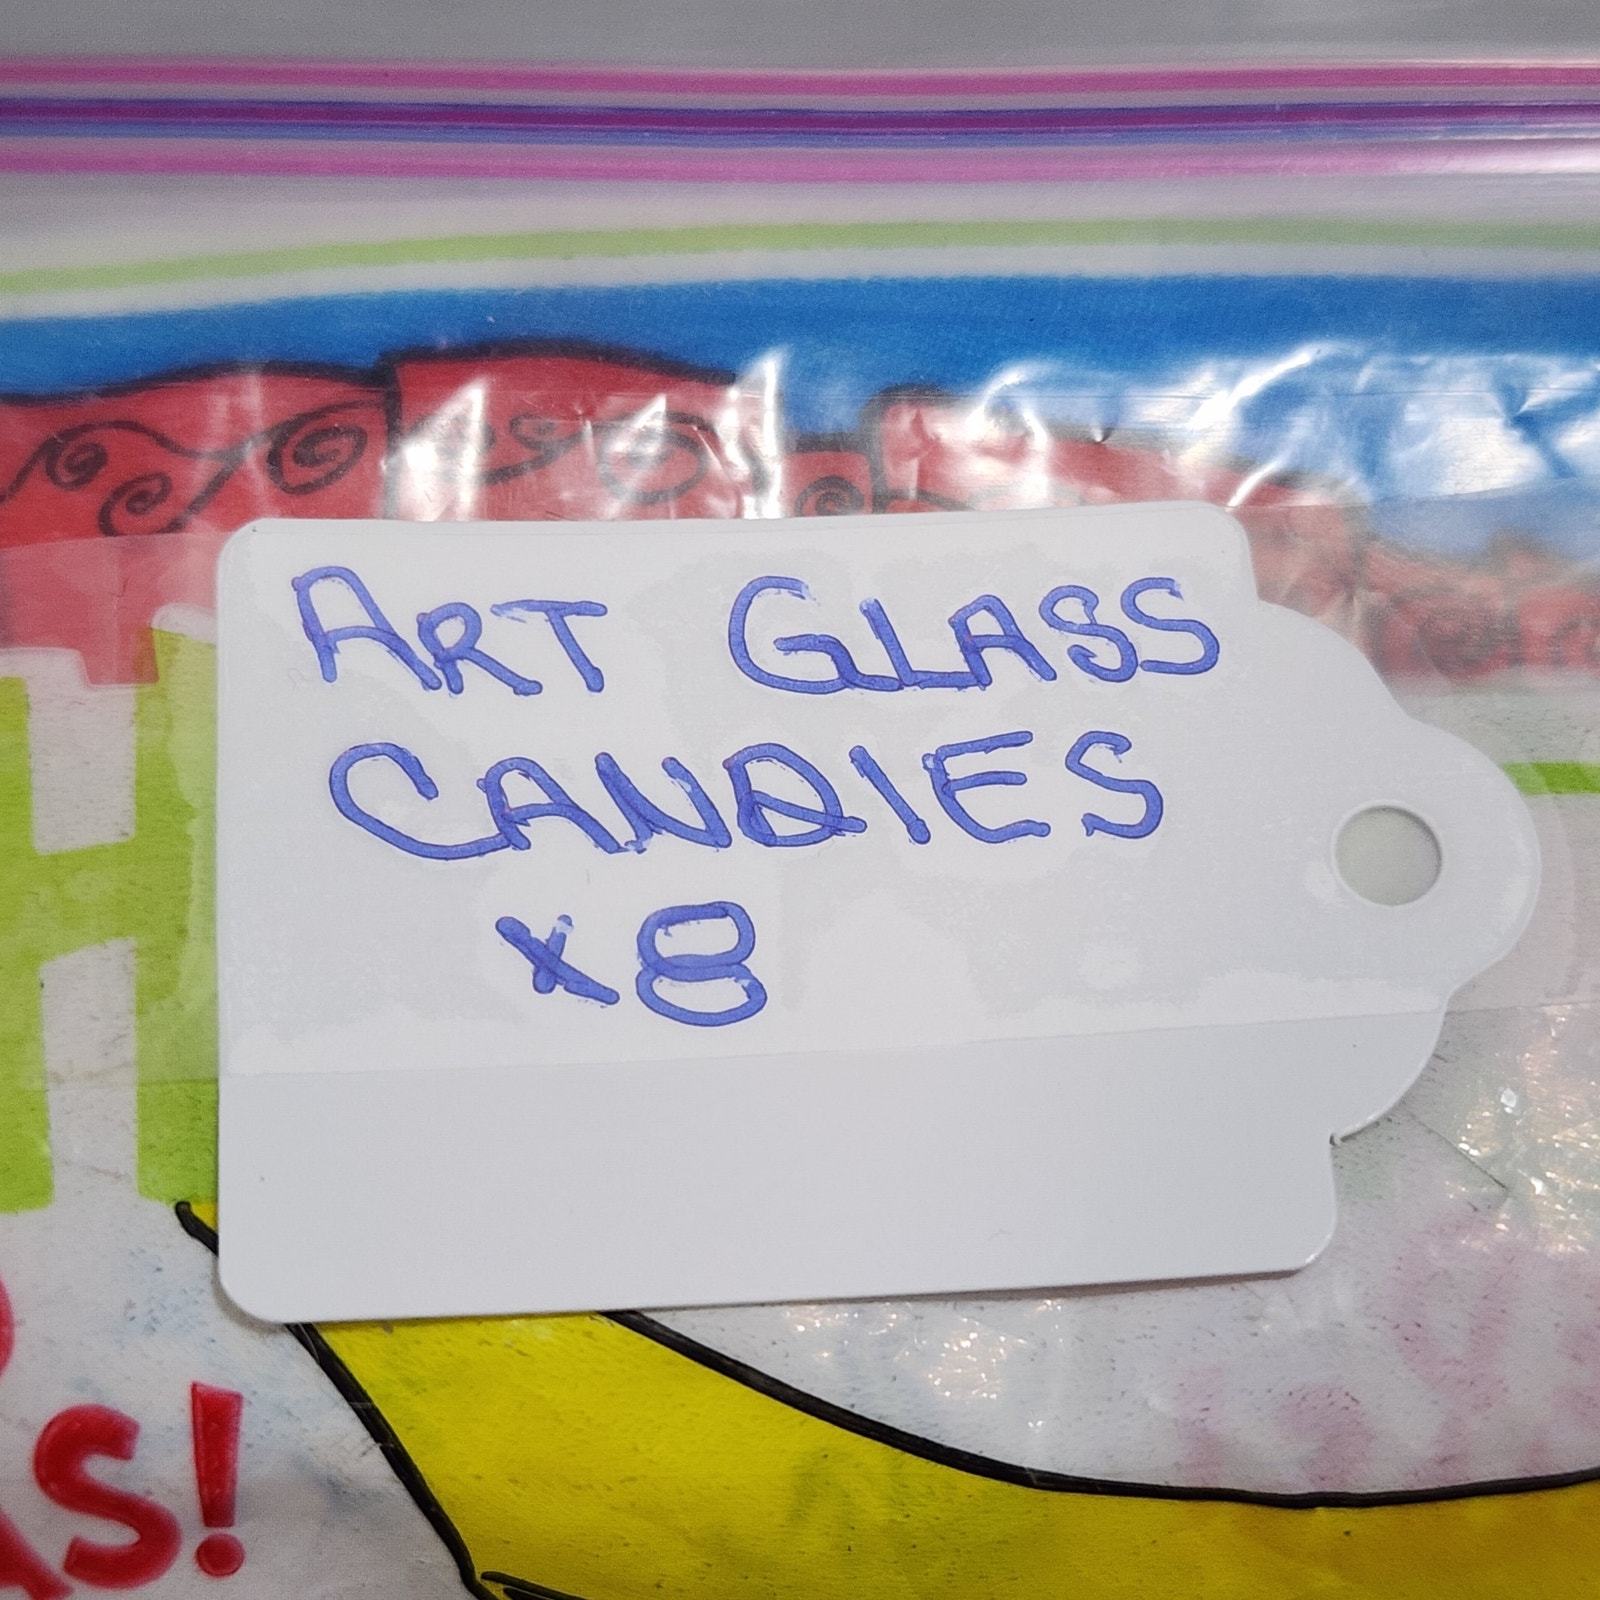 ART GLASS
CANDIES
x8
H
AS!